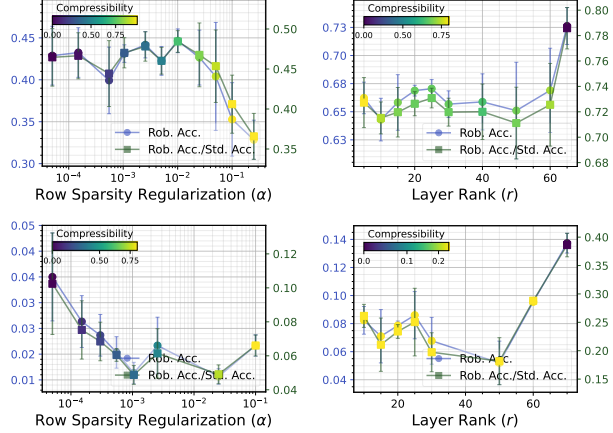 Compressibility
0.00 0.50 0.75
0.45
0.40
0.35
0.30
0.50
0.45
0.40
0.35
Rob. Acc.
Rob. Acc./Std. Acc.
10⁻⁴ 10⁻³ 10⁻² 10⁻¹
Row Sparsity Regularization (α)
Compressibility
0.00 0.50 0.75
0.73
0.70
0.68
0.65
0.63
0.80
0.78
0.76
0.74
0.72
0.70
0.68
Rob. Acc.
Rob. Acc./Std. Acc.
20 40 60
Layer Rank (r)
Compressibility
0.00 0.50 0.75
0.05
0.04
0.04
0.03
0.03
0.02
0.01
0.12
0.10
0.08
0.06
0.04
Rob. Acc.
Rob. Acc./Std. Acc.
10⁻⁴ 10⁻³ 10⁻² 10⁻¹
Row Sparsity Regularization (α)
Compressibility
0.0 0.1 0.2
0.14
0.12
0.10
0.08
0.06
0.04
0.40
0.35
0.30
0.25
0.20
0.15
Rob. Acc.
Rob. Acc./Std. Acc.
20 40 60
Layer Rank (r)